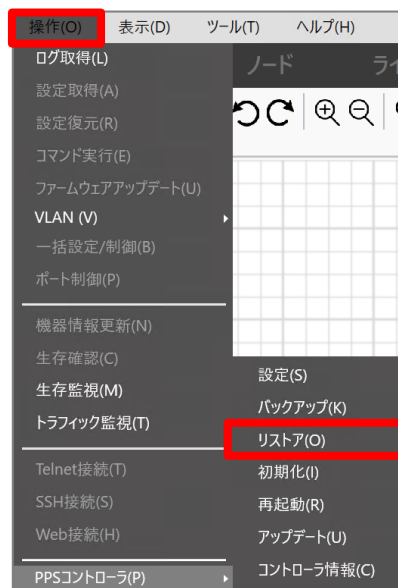 操作(O) 表示(D) ツール(T) ヘルプ(H)
ログ取得(L)
設定取得(A)
設定復元(R)
コマンド実行(E)
ファームウェアアップデート(U)
VLAN (V)
一括設定/制御(B)
ポート制御(P)
機器情報更新(N)
生存確認(C)
生存監視(M)
トラフィック監視(T)
Telnet接続(T)
SSH接続(S)
Web接続(H)
PPSコントローラ(P)
ノード
設定(S)
バックアップ(K)
リストア(O)
初期化(I)
再起動(R)
アップデート(U)
コントローラ情報(C)